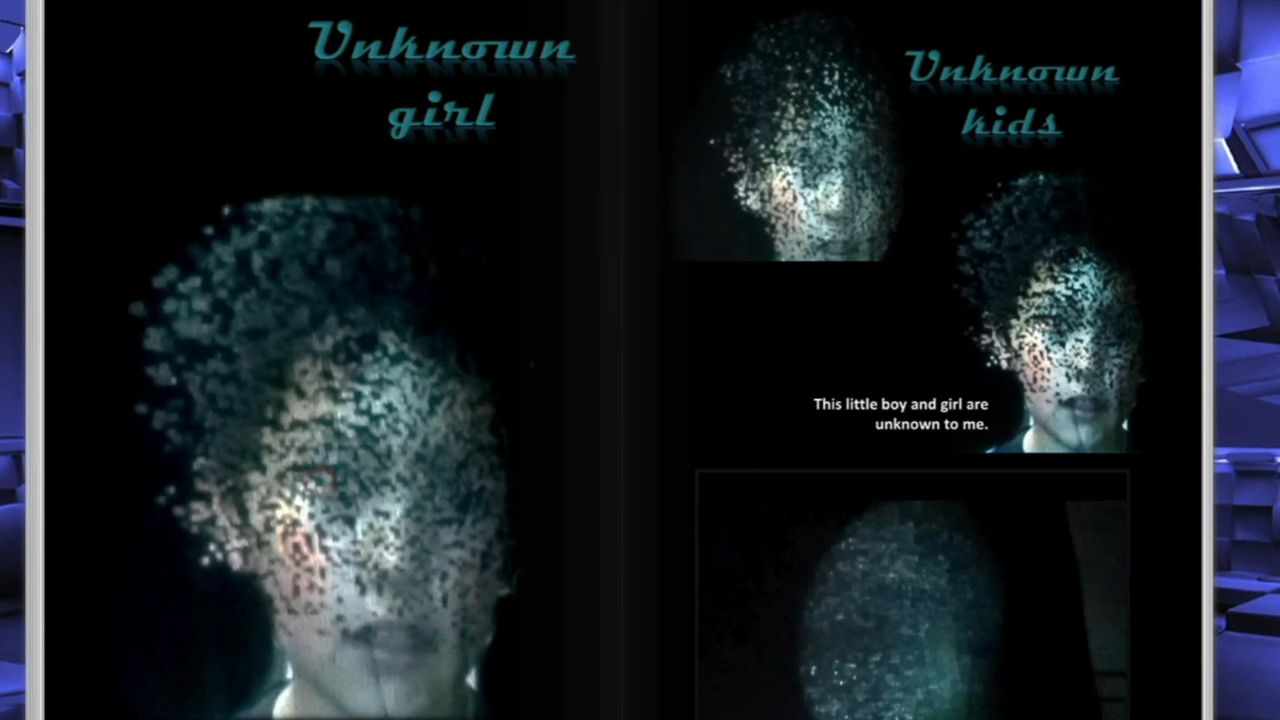 Unknown
girl
Unknown
kids
This little boy and girl are
unknown to me.